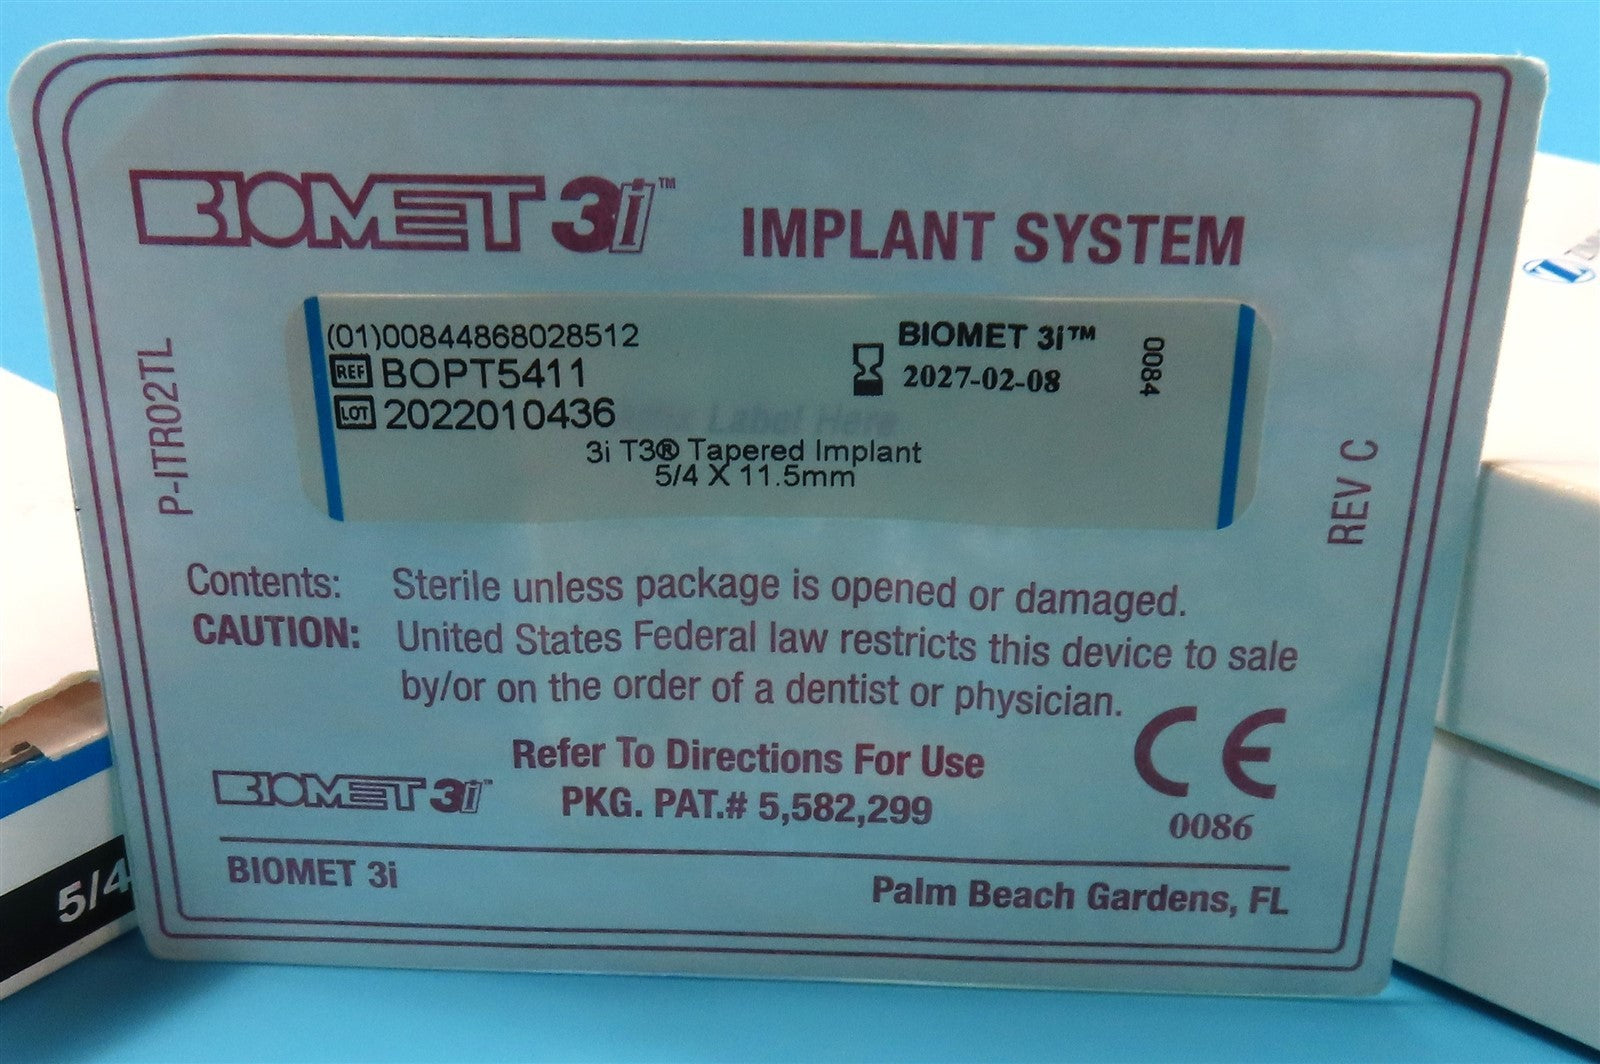 BIOMET 3i™ IMPLANT SYSTEM
(01)00844868028512
REF BOPT5411
LOT 2022010436
BIOMET 3i™
2027-02-08
0084
Label Here
3i T3® Tapered Implant
5/4 X 11.5mm
P-ITR02TL
REV C
Contents: Sterile unless package is opened or damaged.
CAUTION: United States Federal law restricts this device to sale
by/or on the order of a dentist or physician.
Refer To Directions For Use
BIOMET 3i™ PKG. PAT.# 5,582,299
CE
0086
BIOMET 3i
Palm Beach Gardens, FL
5/4